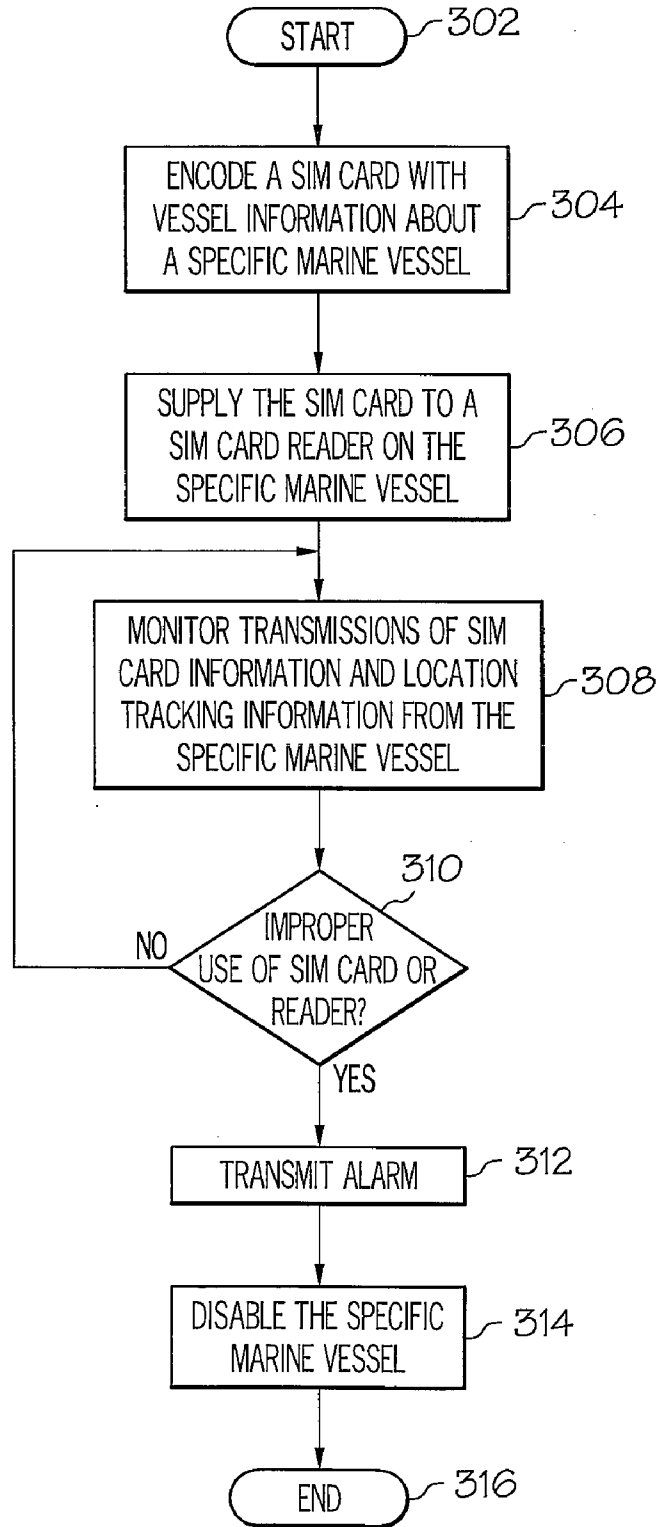 START
302
ENCODE A SIM CARD WITH
VESSEL INFORMATION ABOUT
A SPECIFIC MARINE VESSEL
304
SUPPLY THE SIM CARD TO A
SIM CARD READER ON THE
SPECIFIC MARINE VESSEL
306
MONITOR TRANSMISSIONS OF SIM
CARD INFORMATION AND LOCATION
TRACKING INFORMATION FROM THE
SPECIFIC MARINE VESSEL
308
310
IMPROPER
USE OF SIM CARD OR
READER?
NO
YES
TRANSMIT ALARM
312
DISABLE THE SPECIFIC
MARINE VESSEL
314
END
316